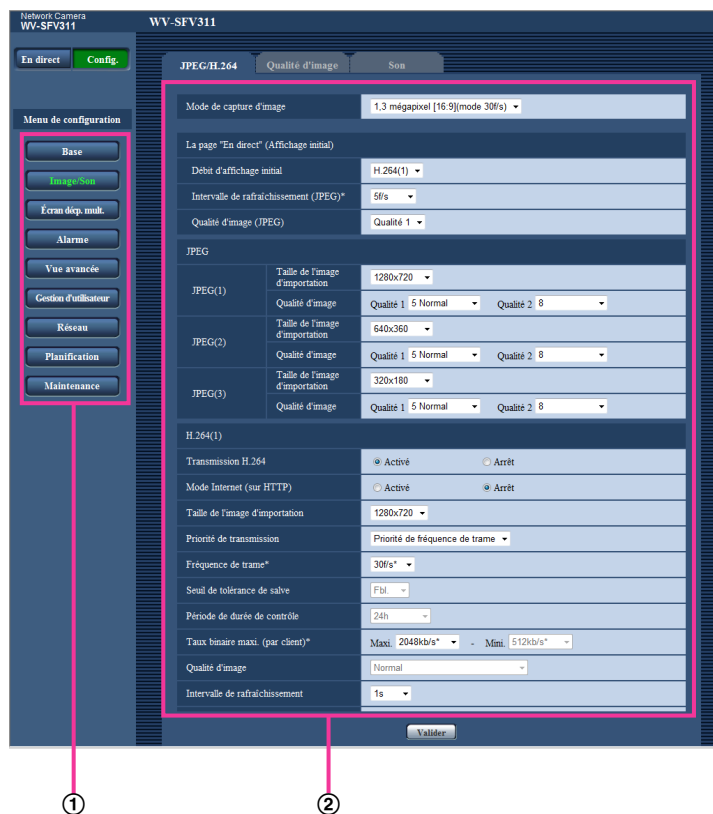 Network Camera
WV-SFV311
WV-SFV311
En direct Config.
Menu de configuration
Base
Image/Son
Écran déçp. mult.
Alarme
Vue avancée
Gestion d'utilisateur
Réseau
Planification
Maintenance
JPEG/H.264 Qualité d'image Son
Mode de capture d'image 1,3 mégapixel [16:9](mode 30f/s)
La page "En direct" (Affichage initial)
Débit d'affichage initial H.264(1)
Intervalle de rafraîchissement (JPEG)* 5f/s
Qualité d'image (JPEG) Qualité 1
JPEG
JPEG(1) Taille de l'image d'importation 1280x720
Qualité d'image Qualité 1 5 Normal Qualité 2 8
JPEG(2) Taille de l'image d'importation 640x360
Qualité d'image Qualité 1 5 Normal Qualité 2 8
JPEG(3) Taille de l'image d'importation 320x180
Qualité d'image Qualité 1 5 Normal Qualité 2 8
H.264(1)
Transmission H.264 Activé Arrêt
Mode Internet (sur HTTP) Activé Arrêt
Taille de l'image d'importation 1280x720
Priorité de transmission Priorité de fréquence de trame
Fréquence de trame* 30f/s*
Seuil de tolérance de salve Fbl.
Période de durée de contrôle 24h
Taux binaire maxi. (par client)* Maxi. 2048kb/s* - Mini. 512kb/s*
Qualité d'image Normal
Intervalle de rafraîchissement 1s
Valider
① ②